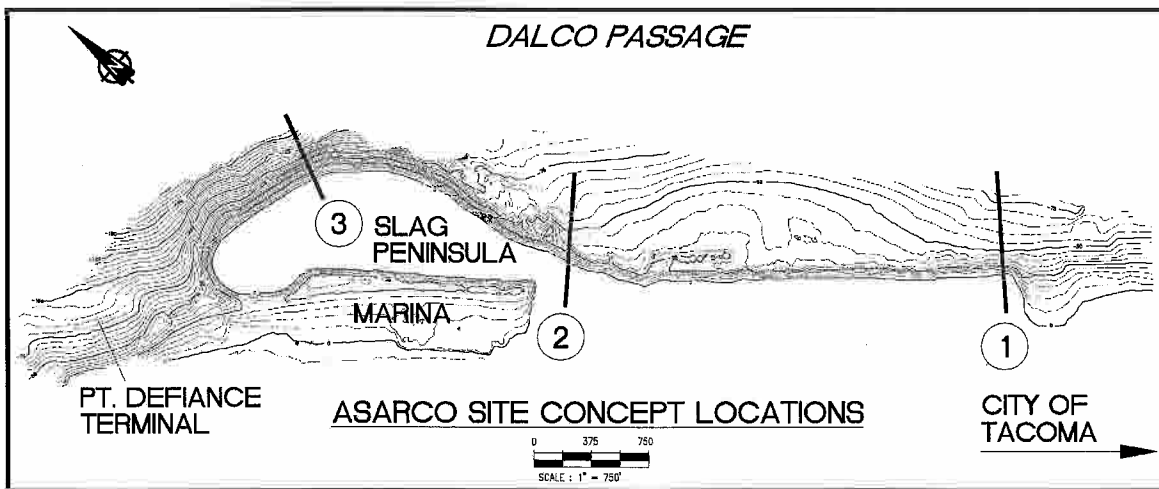 DALCO PASSAGE
3
SLAG
PENINSULA
MARINA
2
1
PT. DEFIANCE
TERMINAL
ASARCO SITE CONCEPT LOCATIONS
CITY OF
TACOMA
0 375 750
SCALE : 1" = 750'